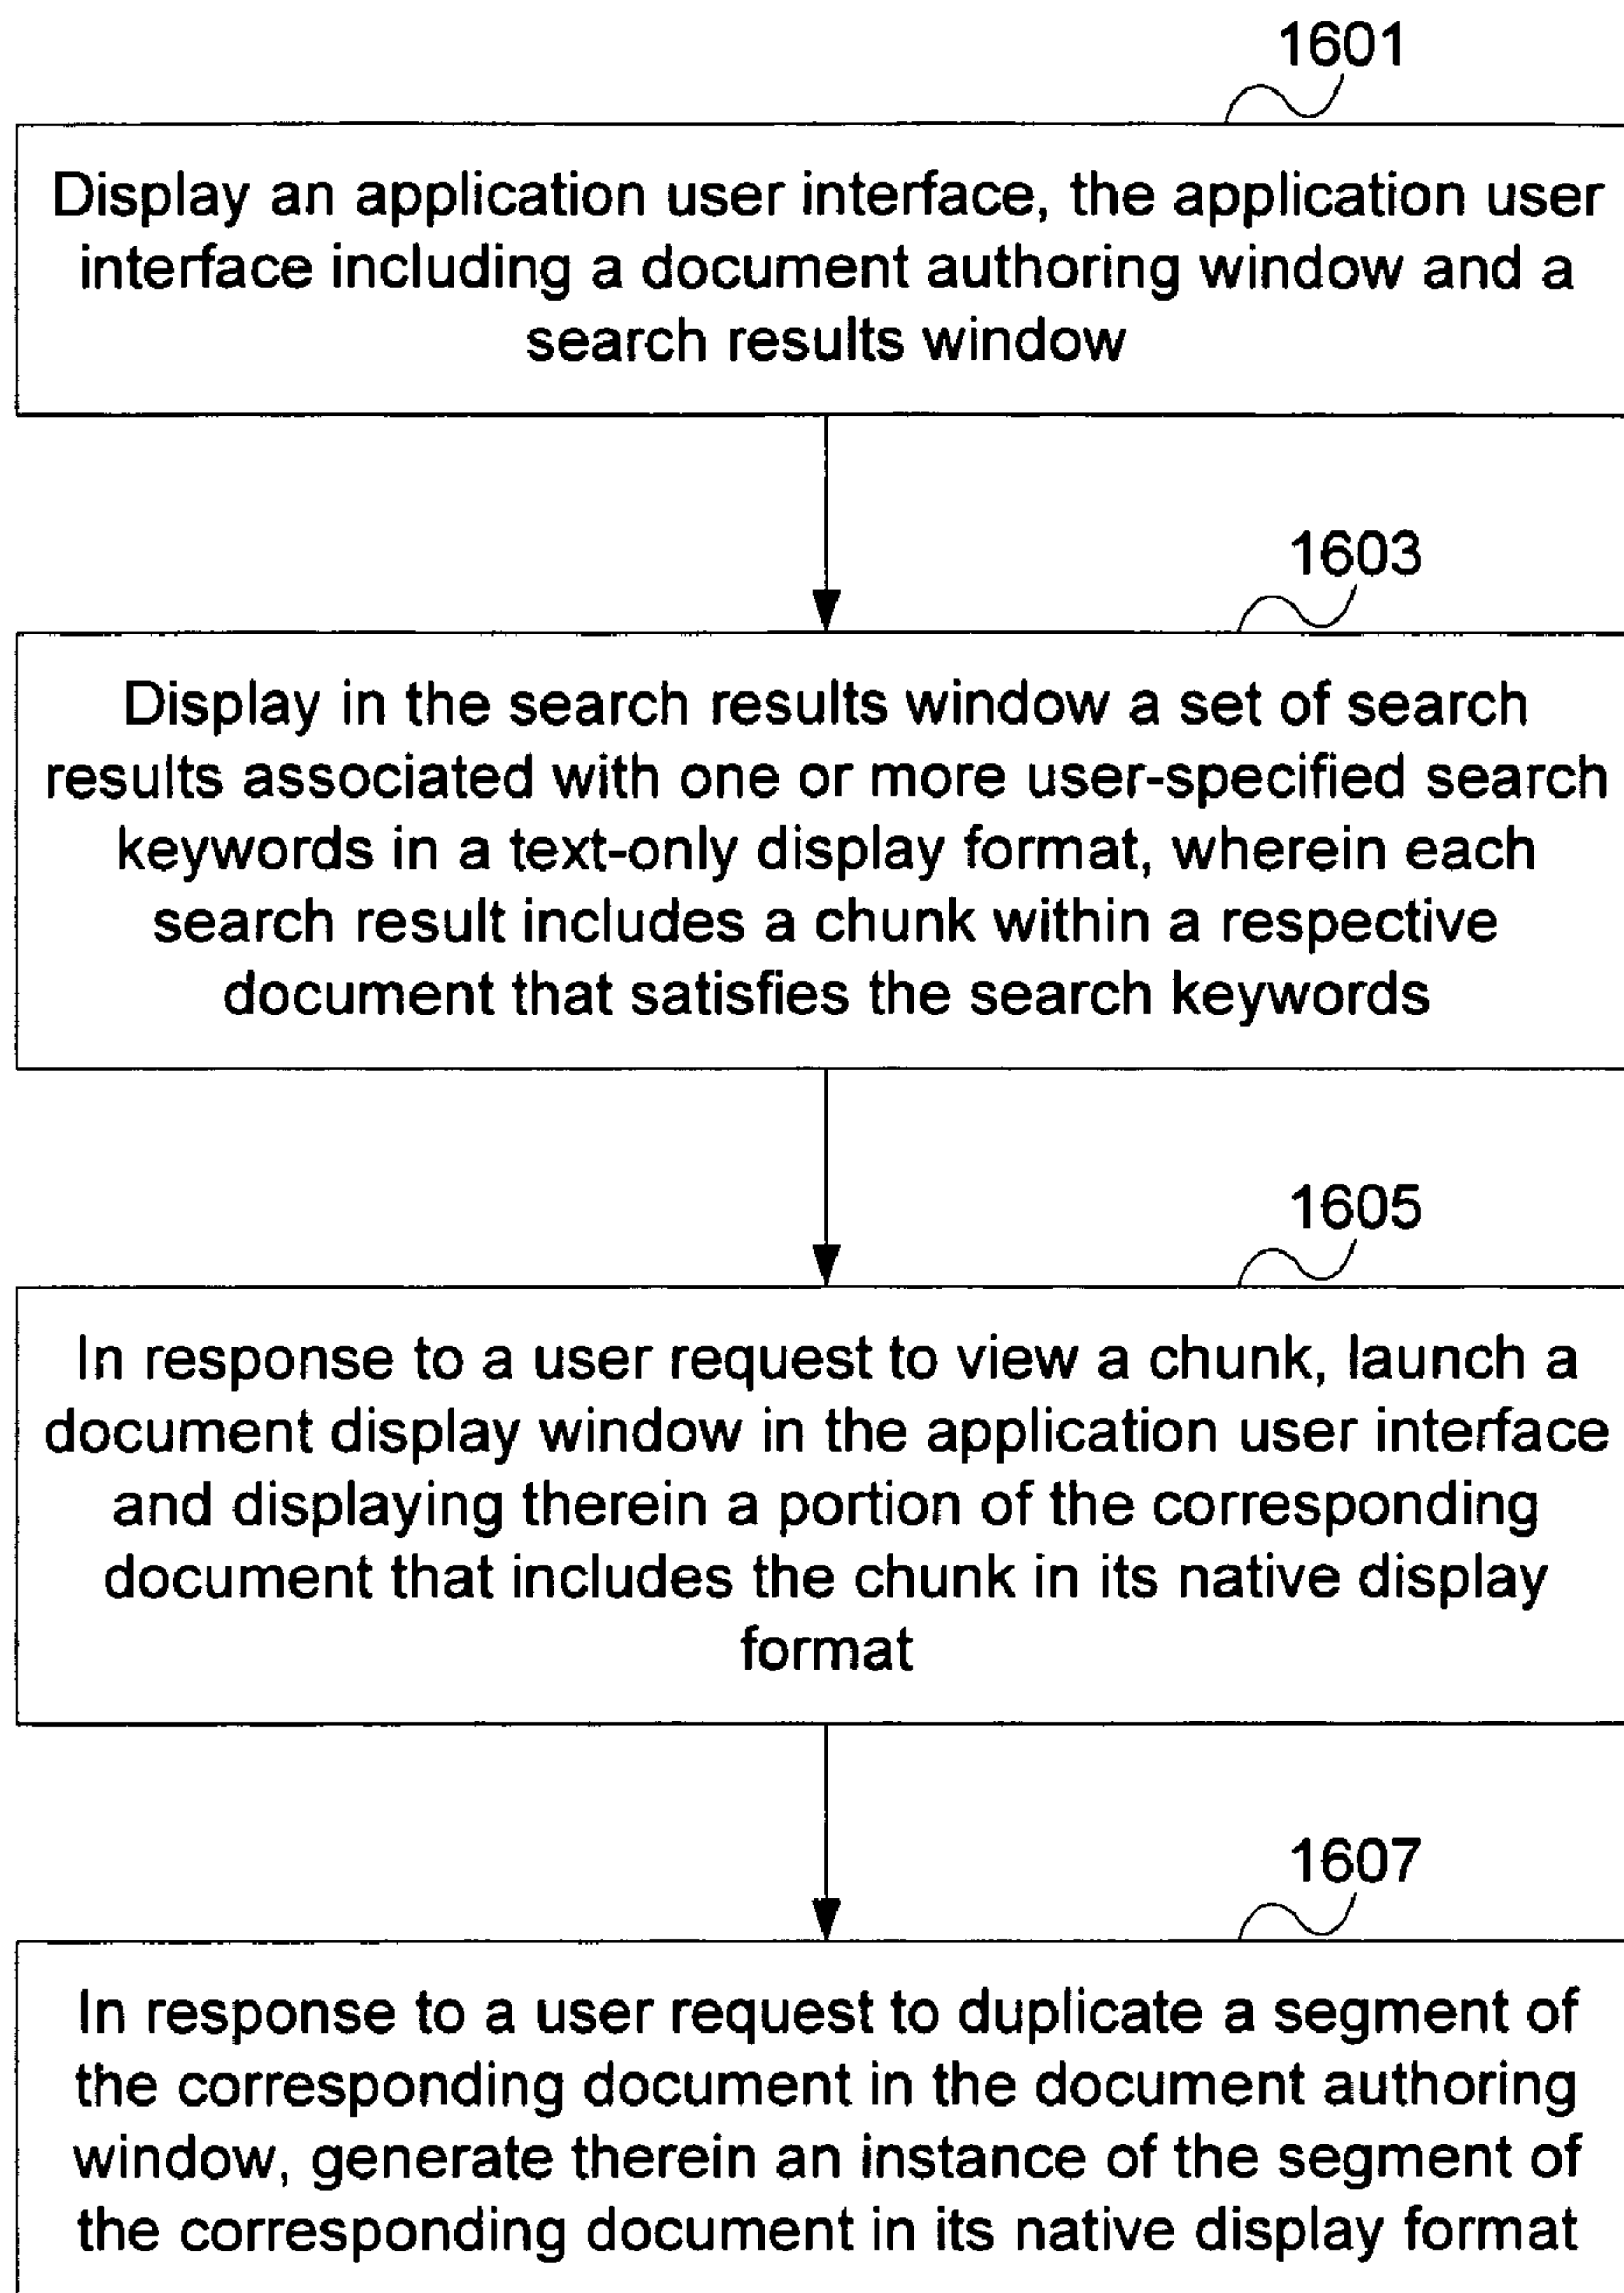 1601
Display an application user interface, the application user
interface including a document authoring window and a
search results window
1603
Display in the search results window a set of search
results associated with one or more user-specified search
keywords in a text-only display format, wherein each
search result includes a chunk within a respective
document that satisfies the search keywords
1605
In response to a user request to view a chunk, launch a
document display window in the application user interface
and displaying therein a portion of the corresponding
document that includes the chunk in its native display
format
1607
In response to a user request to duplicate a segment of
the corresponding document in the document authoring
window, generate therein an instance of the segment of
the corresponding document in its native display format